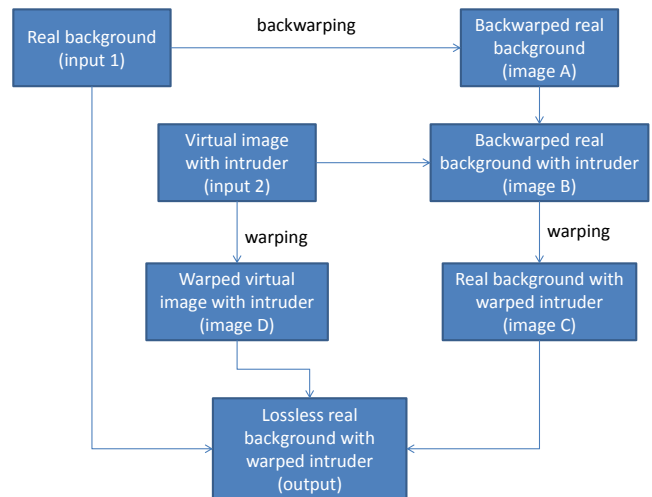 Real background
(input 1)
backwarping
Backwarped real
background
(image A)
Virtual image
with intruder
(input 2)
Backwarped real
background with intruder
(image B)
warping
warping
Warped virtual
image with intruder
(image D)
Real background with
warped intruder
(image C)
Lossless real
background with
warped intruder
(output)